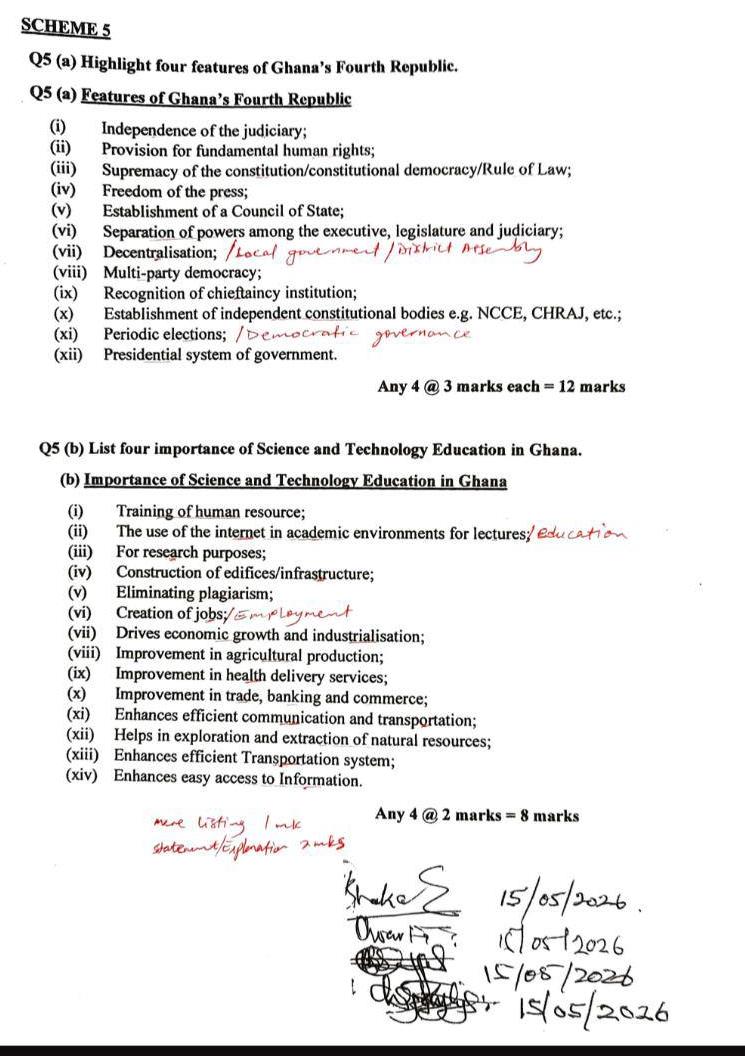 SCHEME 5
Q5 (a) Highlight four features of Ghana's Fourth Republic.
Q5 (a) Features of Ghana's Fourth Republic
(i) Independence of the judiciary;
(ii) Provision for fundamental human rights;
(iii) Supremacy of the constitution/constitutional democracy/Rule of Law;
(iv) Freedom of the press;
(v) Establishment of a Council of State;
(vi) Separation of powers among the executive, legislature and judiciary;
(vii) Decentralisation; /Local government/District Assembly
(viii) Multi-party democracy;
(ix) Recognition of chieftaincy institution;
(x) Establishment of independent constitutional bodies e.g. NCCE, CHRAJ, etc.;
(xi) Periodic elections; /Democratic governance
(xii) Presidential system of government.
Any 4 @ 3 marks each = 12 marks
Q5 (b) List four importance of Science and Technology Education in Ghana.
(b) Importance of Science and Technology Education in Ghana
(i) Training of human resource;
(ii) The use of the internet in academic environments for lectures;/Education
(iii) For research purposes;
(iv) Construction of edifices/infrastructure;
(v) Eliminating plagiarism;
(vi) Creation of jobs;/Employment
(vii) Drives economic growth and industrialisation;
(viii) Improvement in agricultural production;
(ix) Improvement in health delivery services;
(x) Improvement in trade, banking and commerce;
(xi) Enhances efficient communication and transportation;
(xii) Helps in exploration and extraction of natural resources;
(xiii) Enhances efficient Transportation system;
(xiv) Enhances easy access to Information.
Any 4 @ 2 marks = 8 marks
mere listing 1 mk
statement/Explanation 2 mks
15/05/2026.
15/05/2026
15/05/2026
15/05/2026